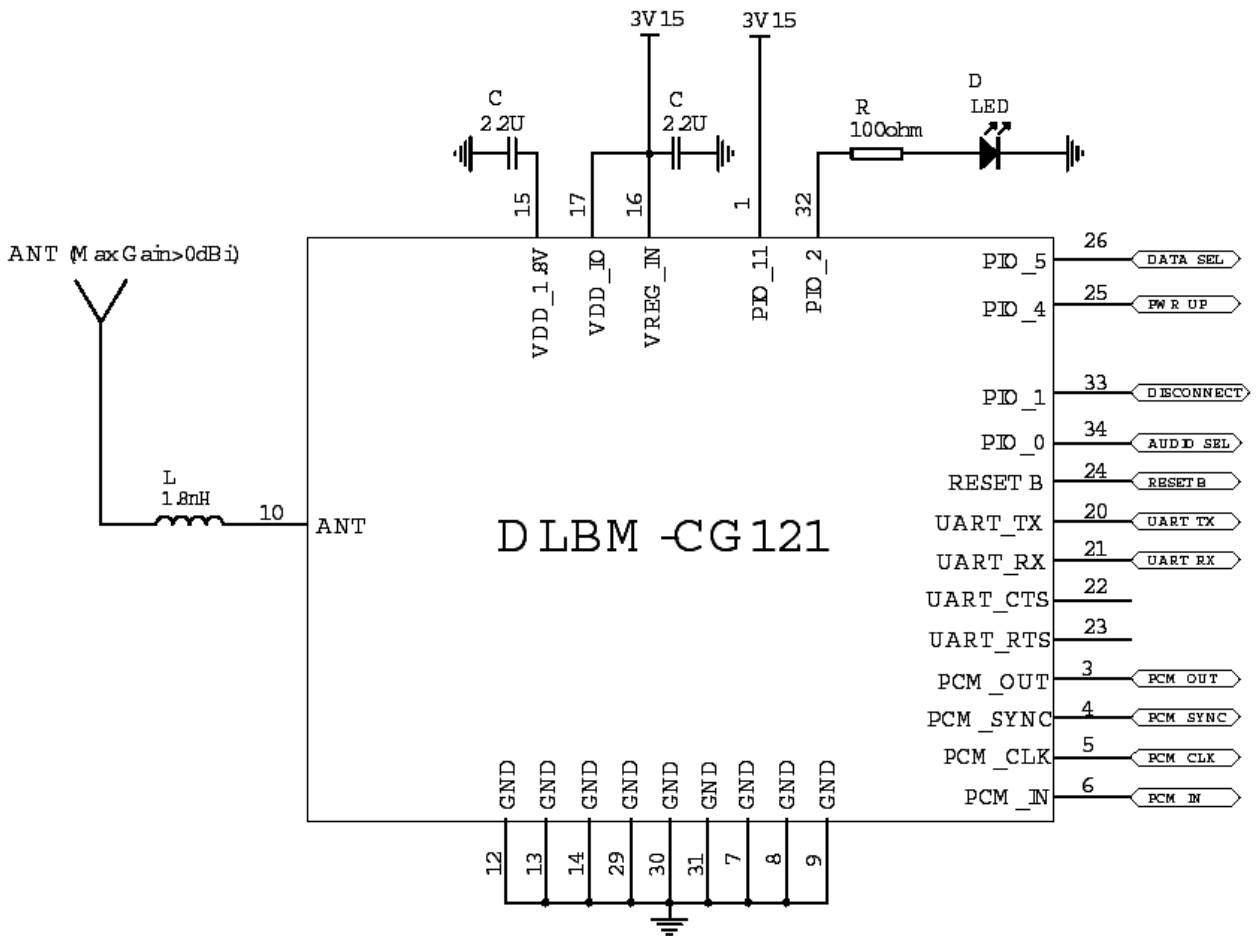 3V15
3V15
C
2.2U
C
2.2U
R
100ohm
D
LED
15
17
16
1
32
VDD_1.8V
VDD_IO
VREG_IN
PIO_11
PIO_2
ANT (MaxGain>0dBi)
L
1.8nH
10
ANT
DLBM-CG121
PIO_5
26
DATA SEL
PIO_4
25
PWR UP
PIO_1
33
DISCONNECT
PIO_0
34
AUDIO SEL
RESETB
24
RESETB
UART_TX
20
UART TX
UART_RX
21
UART RX
UART_CTS
22
UART_RTS
23
PCM_OUT
3
PCM OUT
PCM_SYNC
4
PCM SYNC
PCM_CLK
5
PCM CLK
PCM_IN
6
PCM IN
GND
GND
GND
GND
GND
GND
GND
GND
GND
12
13
14
29
30
31
7
8
9